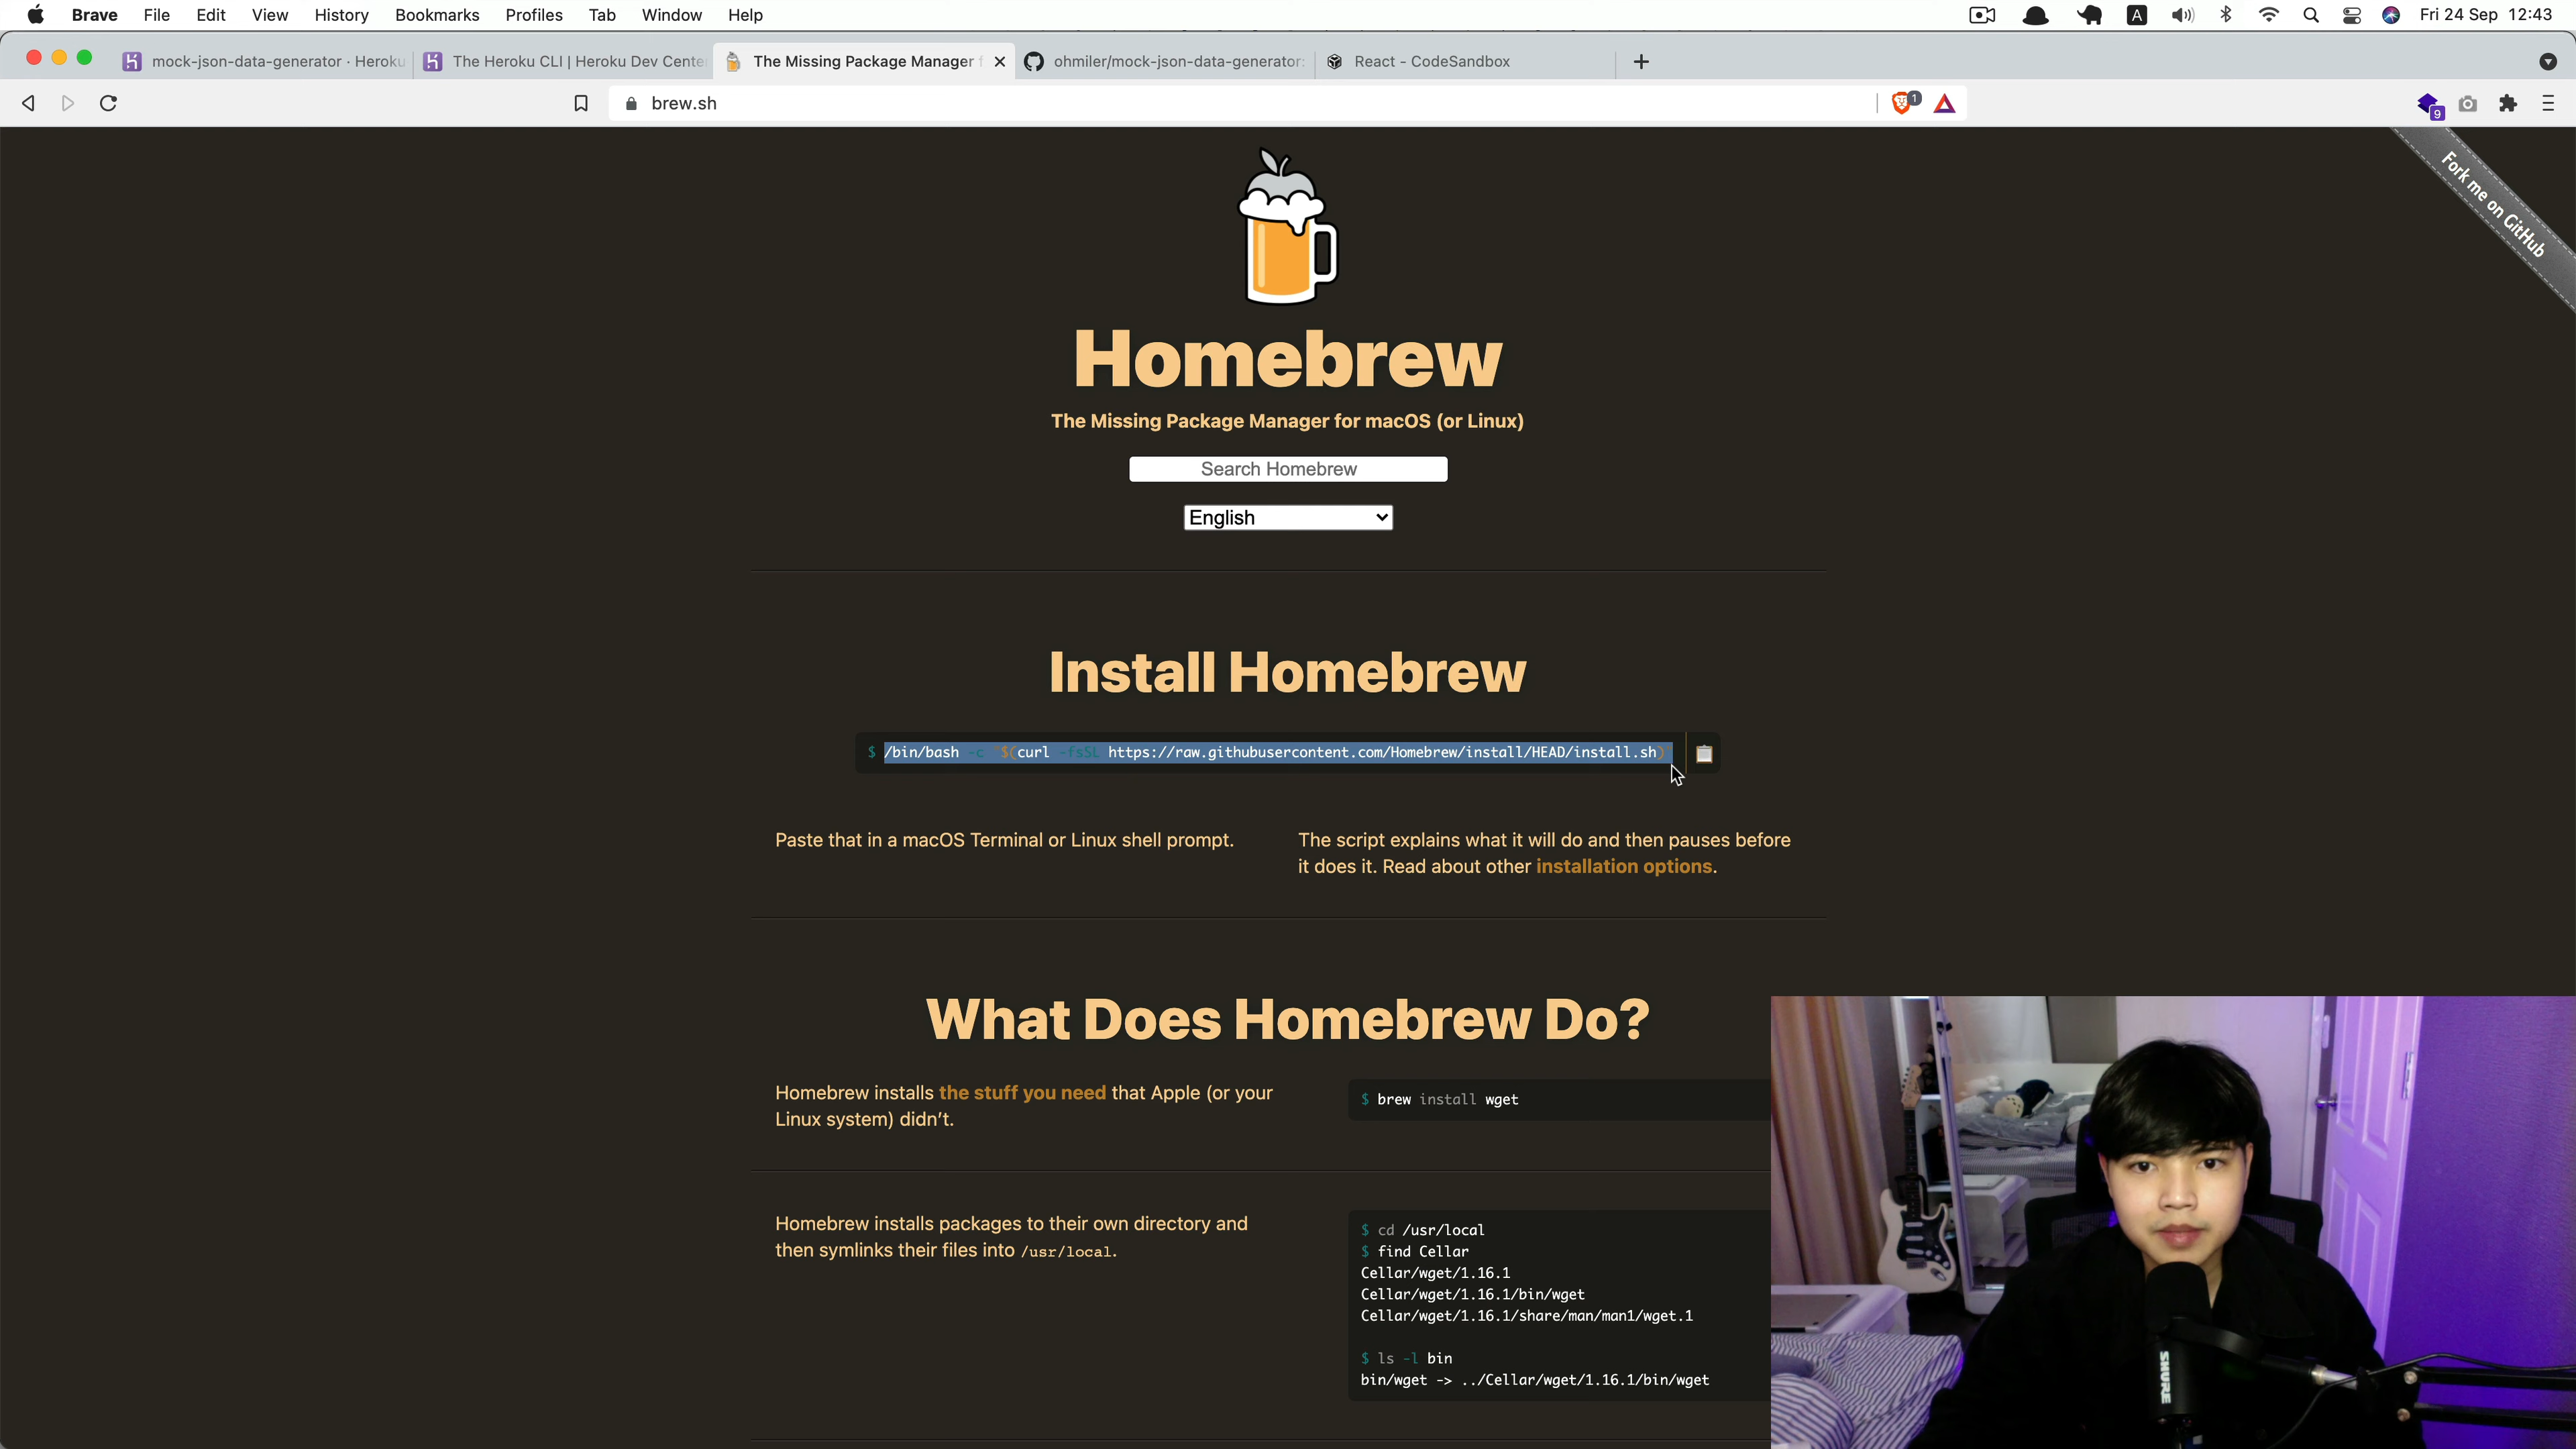 Brave File Edit View History Bookmarks Profiles Tab Window Help A Fri 24 Sep 12:43
mock-json-data-generator · Heroku The Heroku CLI | Heroku Dev Center The Missing Package Manager f ohmiler/mock-json-data-generator: React - CodeSandbox
brew.sh 1 9
Fork me on GitHub
Homebrew
The Missing Package Manager for macOS (or Linux)
Search Homebrew
English
Install Homebrew
$ /bin/bash -c "$(curl -fsSL https://raw.githubusercontent.com/Homebrew/install/HEAD/install.sh)"
Paste that in a macOS Terminal or Linux shell prompt.
The script explains what it will do and then pauses before
it does it. Read about other installation options.
What Does Homebrew Do?
Homebrew installs the stuff you need that Apple (or your
Linux system) didn’t.
$ brew install wget
Homebrew installs packages to their own directory and
then symlinks their files into /usr/local.
$ cd /usr/local
$ find Cellar
Cellar/wget/1.16.1
Cellar/wget/1.16.1/bin/wget
Cellar/wget/1.16.1/share/man/man1/wget.1
$ ls -l bin
bin/wget -> ../Cellar/wget/1.16.1/bin/wget
SHURE